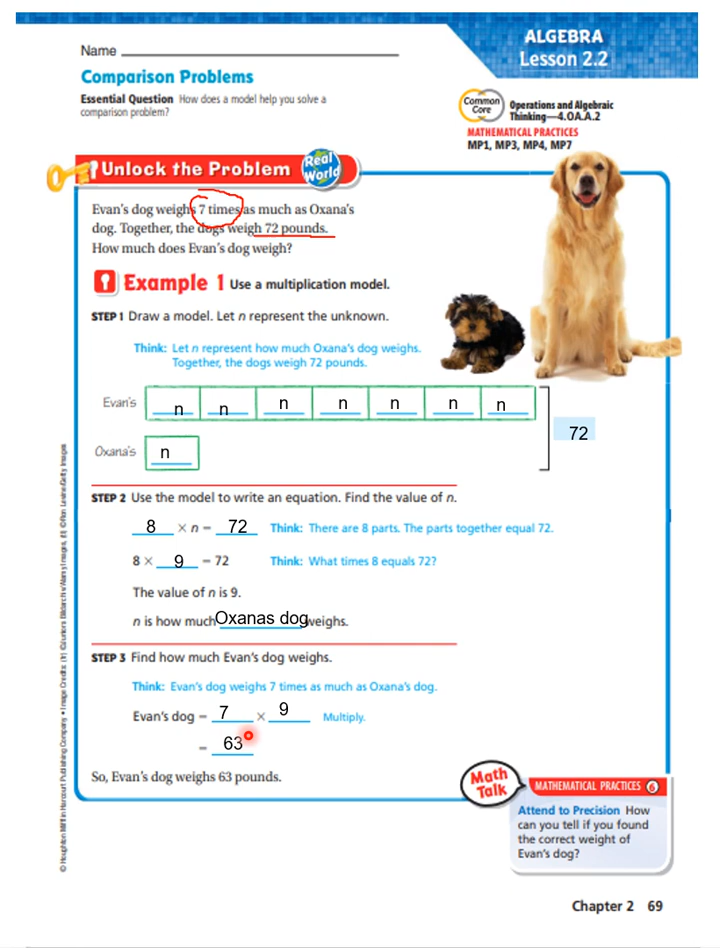 ALGEBRA
Lesson 2.2
Name
Comparison Problems
Essential Question How does a model help you solve a
comparison problem?
Common
Core
Operations and Algebraic
Thinking—4.OA.A.2
MATHEMATICAL PRACTICES
MP1, MP3, MP4, MP7
Unlock the Problem
Real
World
Evan's dog weighs 7 times as much as Oxana's
dog. Together, the dogs weigh 72 pounds.
How much does Evan's dog weigh?
Example 1 Use a multiplication model.
STEP 1 Draw a model. Let n represent the unknown.
Think: Let n represent how much Oxana's dog weighs.
Together, the dogs weigh 72 pounds.
Evan's n n n n n n n
72
Oxana's n
STEP 2 Use the model to write an equation. Find the value of n.
8 × n = 72 Think: There are 8 parts. The parts together equal 72.
8 × 9 = 72 Think: What times 8 equals 72?
The value of n is 9.
n is how much Oxanas dog weighs.
STEP 3 Find how much Evan's dog weighs.
Think: Evan's dog weighs 7 times as much as Oxana's dog.
Evan's dog = 7 × 9 Multiply.
= 63
So, Evan's dog weighs 63 pounds.
Math
Talk
MATHEMATICAL PRACTICES 6
Attend to Precision How
can you tell if you found
the correct weight of
Evan's dog?
Chapter 2 69
© Houghton Mifflin Harcourt Publishing Company